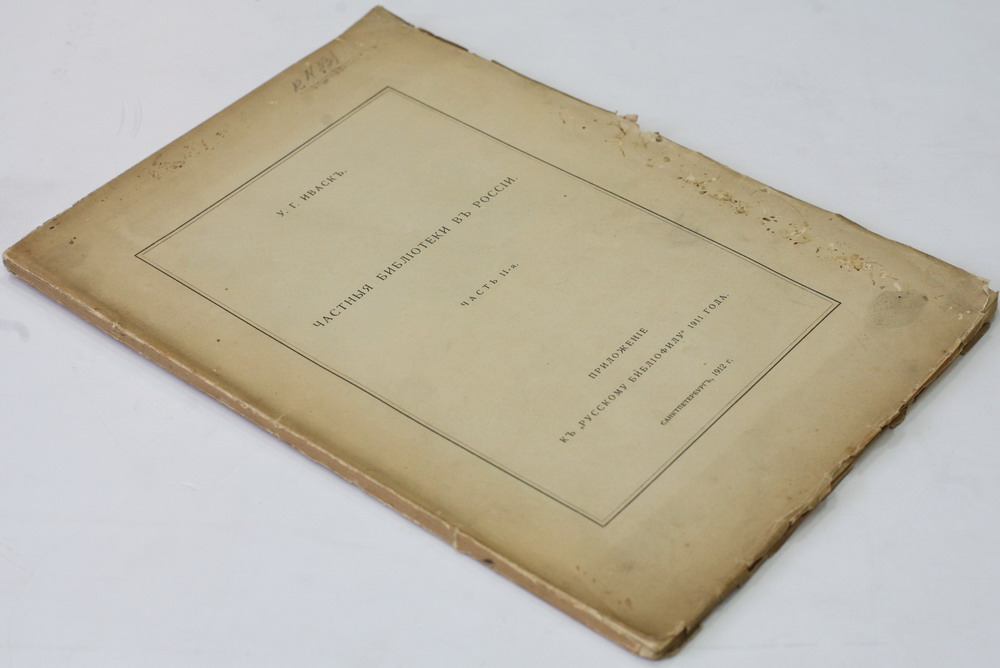 У. Г. ИВАСКЪ.
ЧАСТНЫЯ БИБЛІОТЕКИ ВЪ РОССІИ.
ЧАСТЬ II-я.
ПРИЛОЖЕНІЕ
КЪ „РУССКОМУ БИБЛІОФИЛУ" 1911 ГОДА.
САНКТПЕТЕРБУРГЪ, 1912 г.